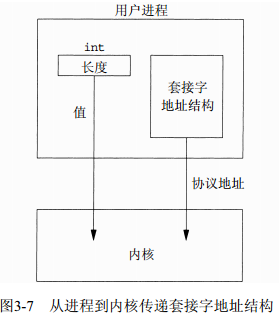 用户进程
int
长度
套接字
地址结构
值
协议地址
内核
图3-7 从进程到内核传递套接字地址结构